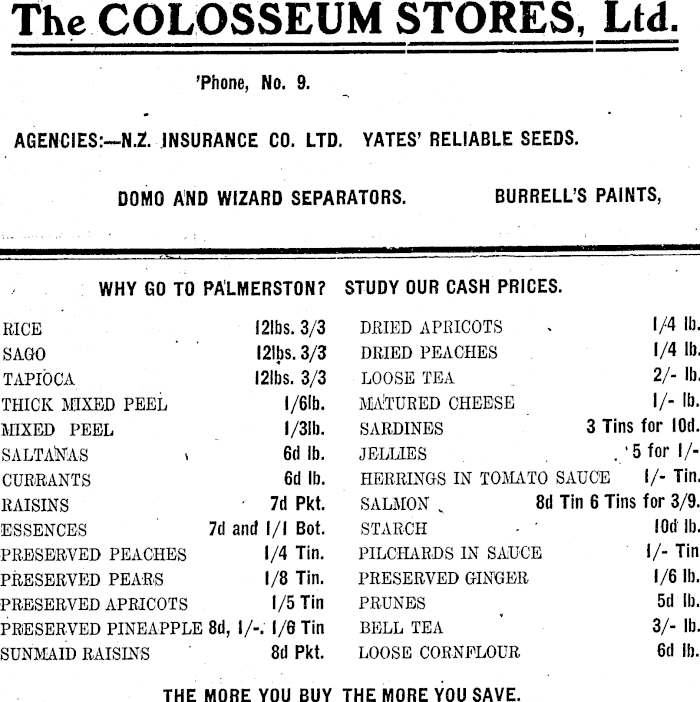 The COLOSSEUM STORES, Ltd.
'Phone, No. 9.
AGENCIES:—N.Z. INSURANCE CO. LTD. YATES' RELIABLE SEEDS.
DOMO AND WIZARD SEPARATORS. BURRELL'S PAINTS,
WHY GO TO PALMERSTON? STUDY OUR CASH PRICES.
RICE 12lbs. 3/3
SAGO 12lbs. 3/3
TAPIOCA 12lbs. 3/3
THICK MIXED PEEL 1/6lb.
MIXED PEEL 1/3lb.
SALTANAS 6d lb.
CURRANTS 6d lb.
RAISINS 7d Pkt.
ESSENCES 7d and 1/1 Bot.
PRESERVED PEACHES 1/4 Tin.
PRESERVED PEARS 1/8 Tin.
PRESERVED APRICOTS 1/5 Tin
PRESERVED PINEAPPLE 8d, 1/-. 1/6 Tin
SUNMAID RAISINS 8d Pkt.
DRIED APRICOTS 1/4 lb.
DRIED PEACHES 1/4 lb.
LOOSE TEA 2/- lb.
MATURED CHEESE 1/- lb.
SARDINES 3 Tins for 10d.
JELLIES 5 for 1/-
HERRINGS IN TOMATO SAUCE 1/- Tin.
SALMON 8d Tin 6 Tins for 3/9.
STARCH 10d lb.
PILCHARDS IN SAUCE 1/- Tin
PRESERVED GINGER 1/6 lb.
PRUNES 5d lb.
BELL TEA 3/- lb.
LOOSE CORNFLOUR 6d lb.
THE MORE YOU BUY THE MORE YOU SAVE.